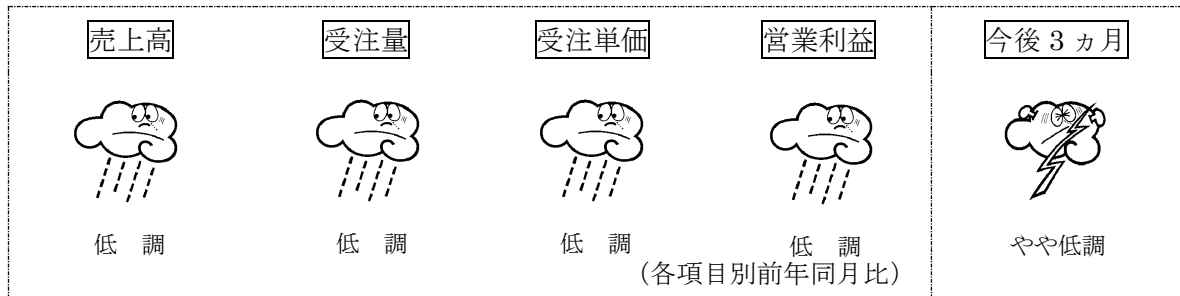 売上高 受注量 受注単価 営業利益 今後3ヵ月
低 調 低 調 低 調 低 調 やや低調
（各項目別前年同月比）